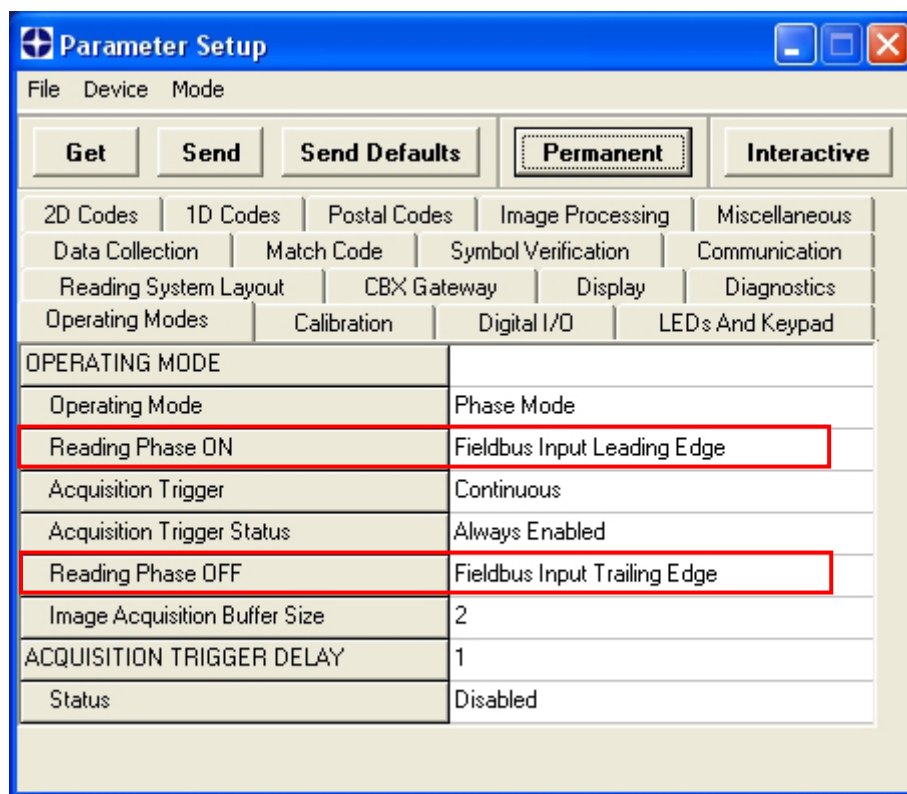 Parameter Setup
File Device Mode
Get Send Send Defaults Permanent Interactive
2D Codes 1D Codes Postal Codes Image Processing Miscellaneous
Data Collection Match Code Symbol Verification Communication
Reading System Layout CBX Gateway Display Diagnostics
Operating Modes Calibration Digital I/O LEDs And Keypad
OPERATING MODE
Operating Mode Phase Mode
Reading Phase ON Fieldbus Input Leading Edge
Acquisition Trigger Continuous
Acquisition Trigger Status Always Enabled
Reading Phase OFF Fieldbus Input Trailing Edge
Image Acquisition Buffer Size 2
ACQUISITION TRIGGER DELAY 1
Status Disabled